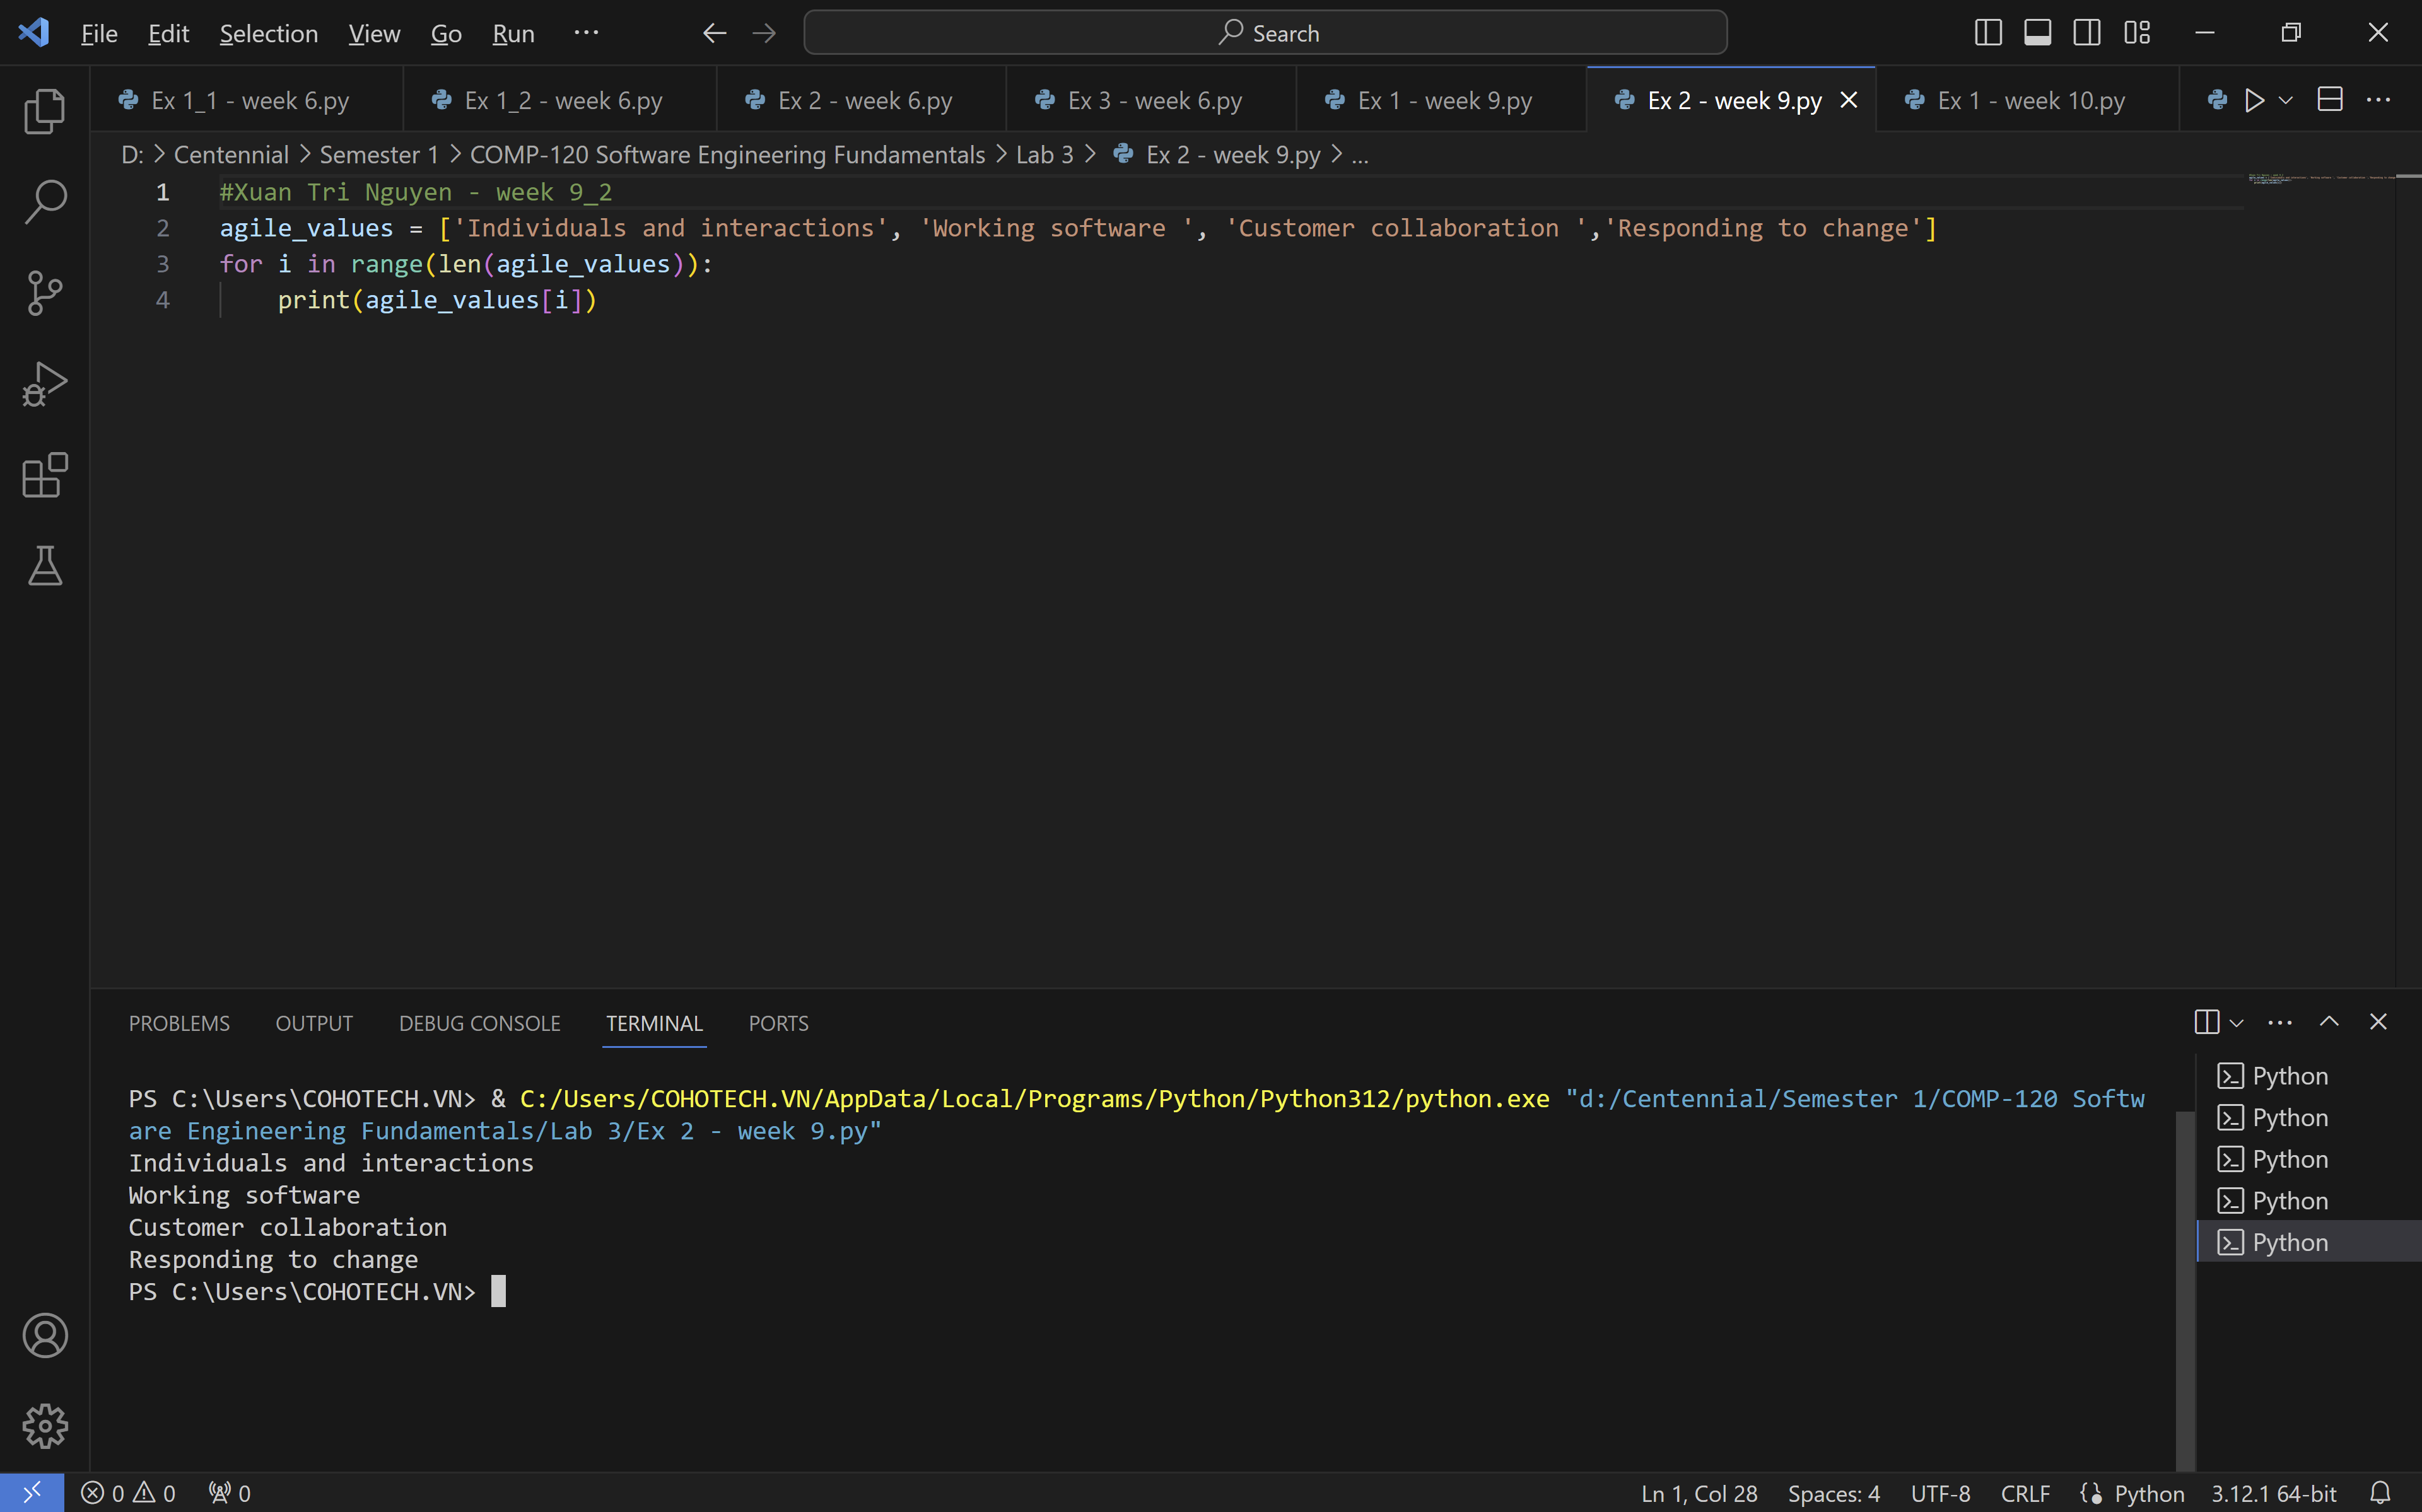 File Edit Selection View Go Run ··· Search
Ex 1_1 - week 6.py Ex 1_2 - week 6.py Ex 2 - week 6.py Ex 3 - week 6.py Ex 1 - week 9.py Ex 2 - week 9.py Ex 1 - week 10.py
D: > Centennial > Semester 1 > COMP-120 Software Engineering Fundamentals > Lab 3 > Ex 2 - week 9.py > ...
1 #Xuan Tri Nguyen - week 9_2
2 agile_values = ['Individuals and interactions', 'Working software ', 'Customer collaboration ','Responding to change']
3 for i in range(len(agile_values)):
4     print(agile_values[i])
PROBLEMS OUTPUT DEBUG CONSOLE TERMINAL PORTS
PS C:\Users\COHOTECH.VN> & C:/Users/COHOTECH.VN/AppData/Local/Programs/Python/Python312/python.exe "d:/Centennial/Semester 1/COMP-120 Softw
are Engineering Fundamentals/Lab 3/Ex 2 - week 9.py"
Individuals and interactions
Working software
Customer collaboration
Responding to change
PS C:\Users\COHOTECH.VN>
Python
Python
Python
Python
Python
0 0 0 Ln 1, Col 28 Spaces: 4 UTF-8 CRLF Python 3.12.1 64-bit